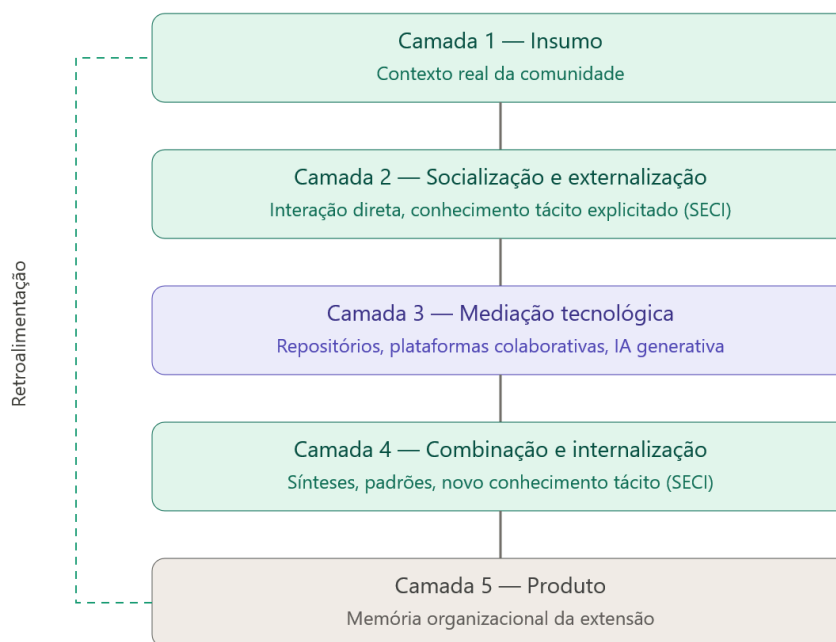 Camada 1 — Insumo
Contexto real da comunidade
Camada 2 — Socialização e externalização
Interação direta, conhecimento tácito explicitado (SECI)
Retroalimentação
Camada 3 — Mediação tecnológica
Repositórios, plataformas colaborativas, IA generativa
Camada 4 — Combinação e internalização
Sínteses, padrões, novo conhecimento tácito (SECI)
Camada 5 — Produto
Memória organizacional da extensão